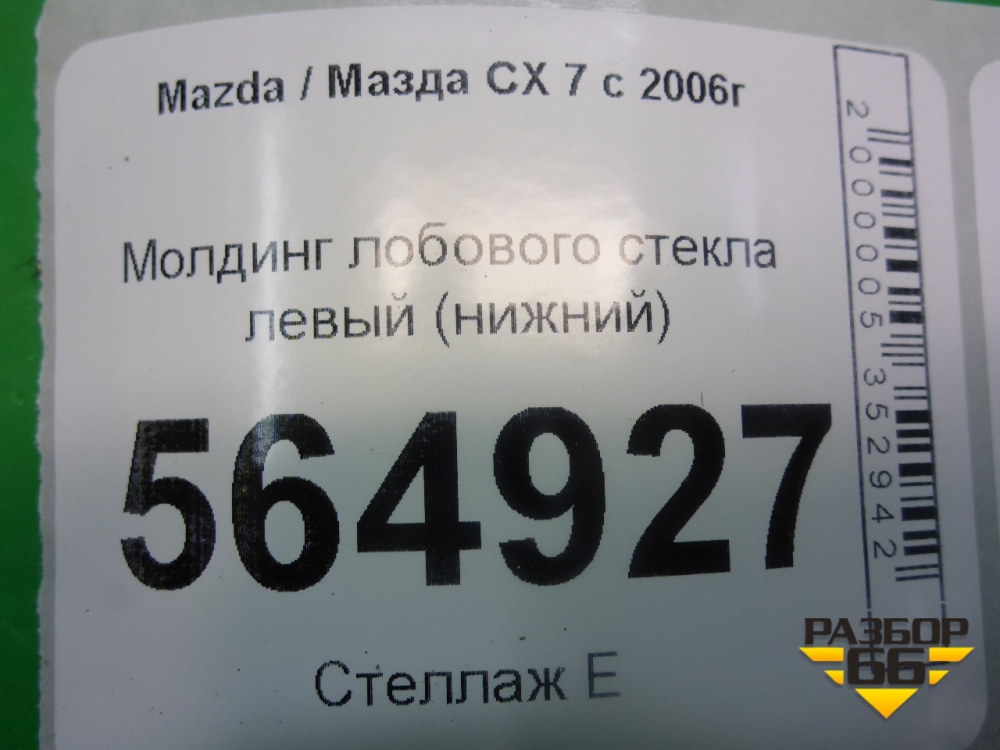 Mazda / Мазда CX 7 с 2006г
Молдинг лобового стекла
левый (нижний)
564927
Стеллаж Е
2000005352942
РАЗБОР
66